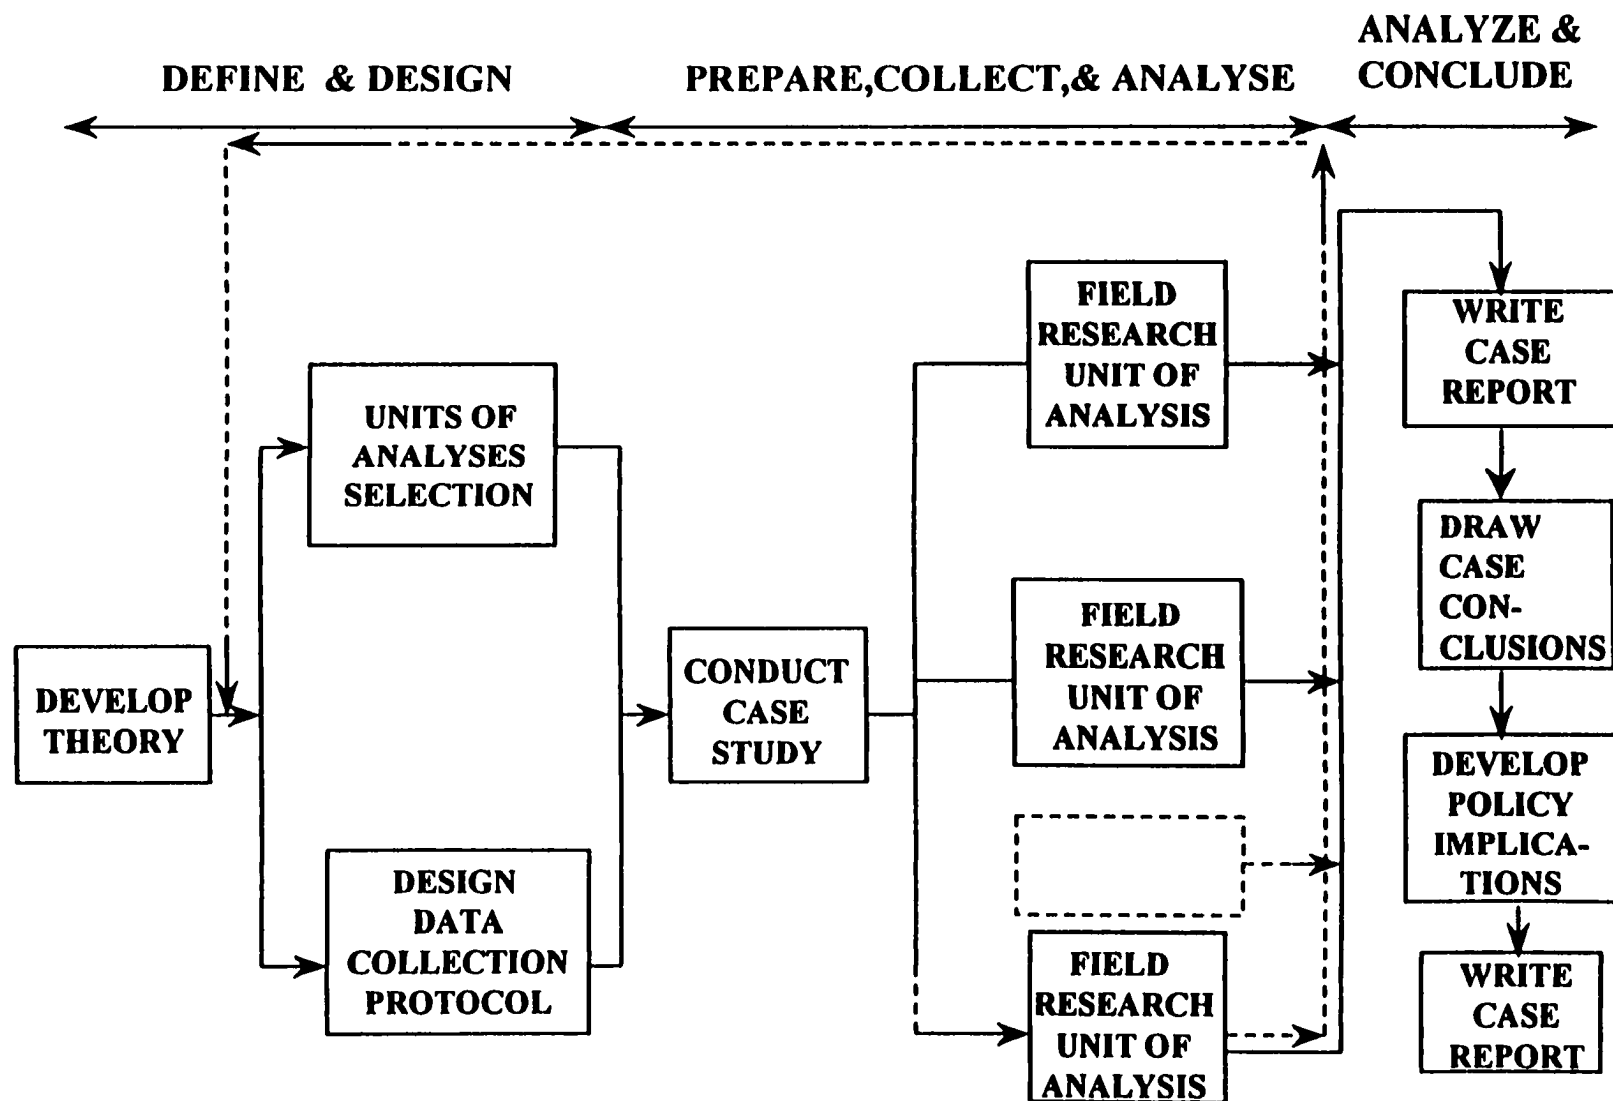 DEFINE & DESIGN
PREPARE,COLLECT,& ANALYSE
ANALYZE &
CONCLUDE
DEVELOP
THEORY
UNITS OF
ANALYSES
SELECTION
DESIGN
DATA
COLLECTION
PROTOCOL
CONDUCT
CASE
STUDY
FIELD
RESEARCH
UNIT OF
ANALYSIS
FIELD
RESEARCH
UNIT OF
ANALYSIS
FIELD
RESEARCH
UNIT OF
ANALYSIS
WRITE
CASE
REPORT
DRAW
CASE
CON-
CLUSIONS
DEVELOP
POLICY
IMPLICA-
TIONS
WRITE
CASE
REPORT